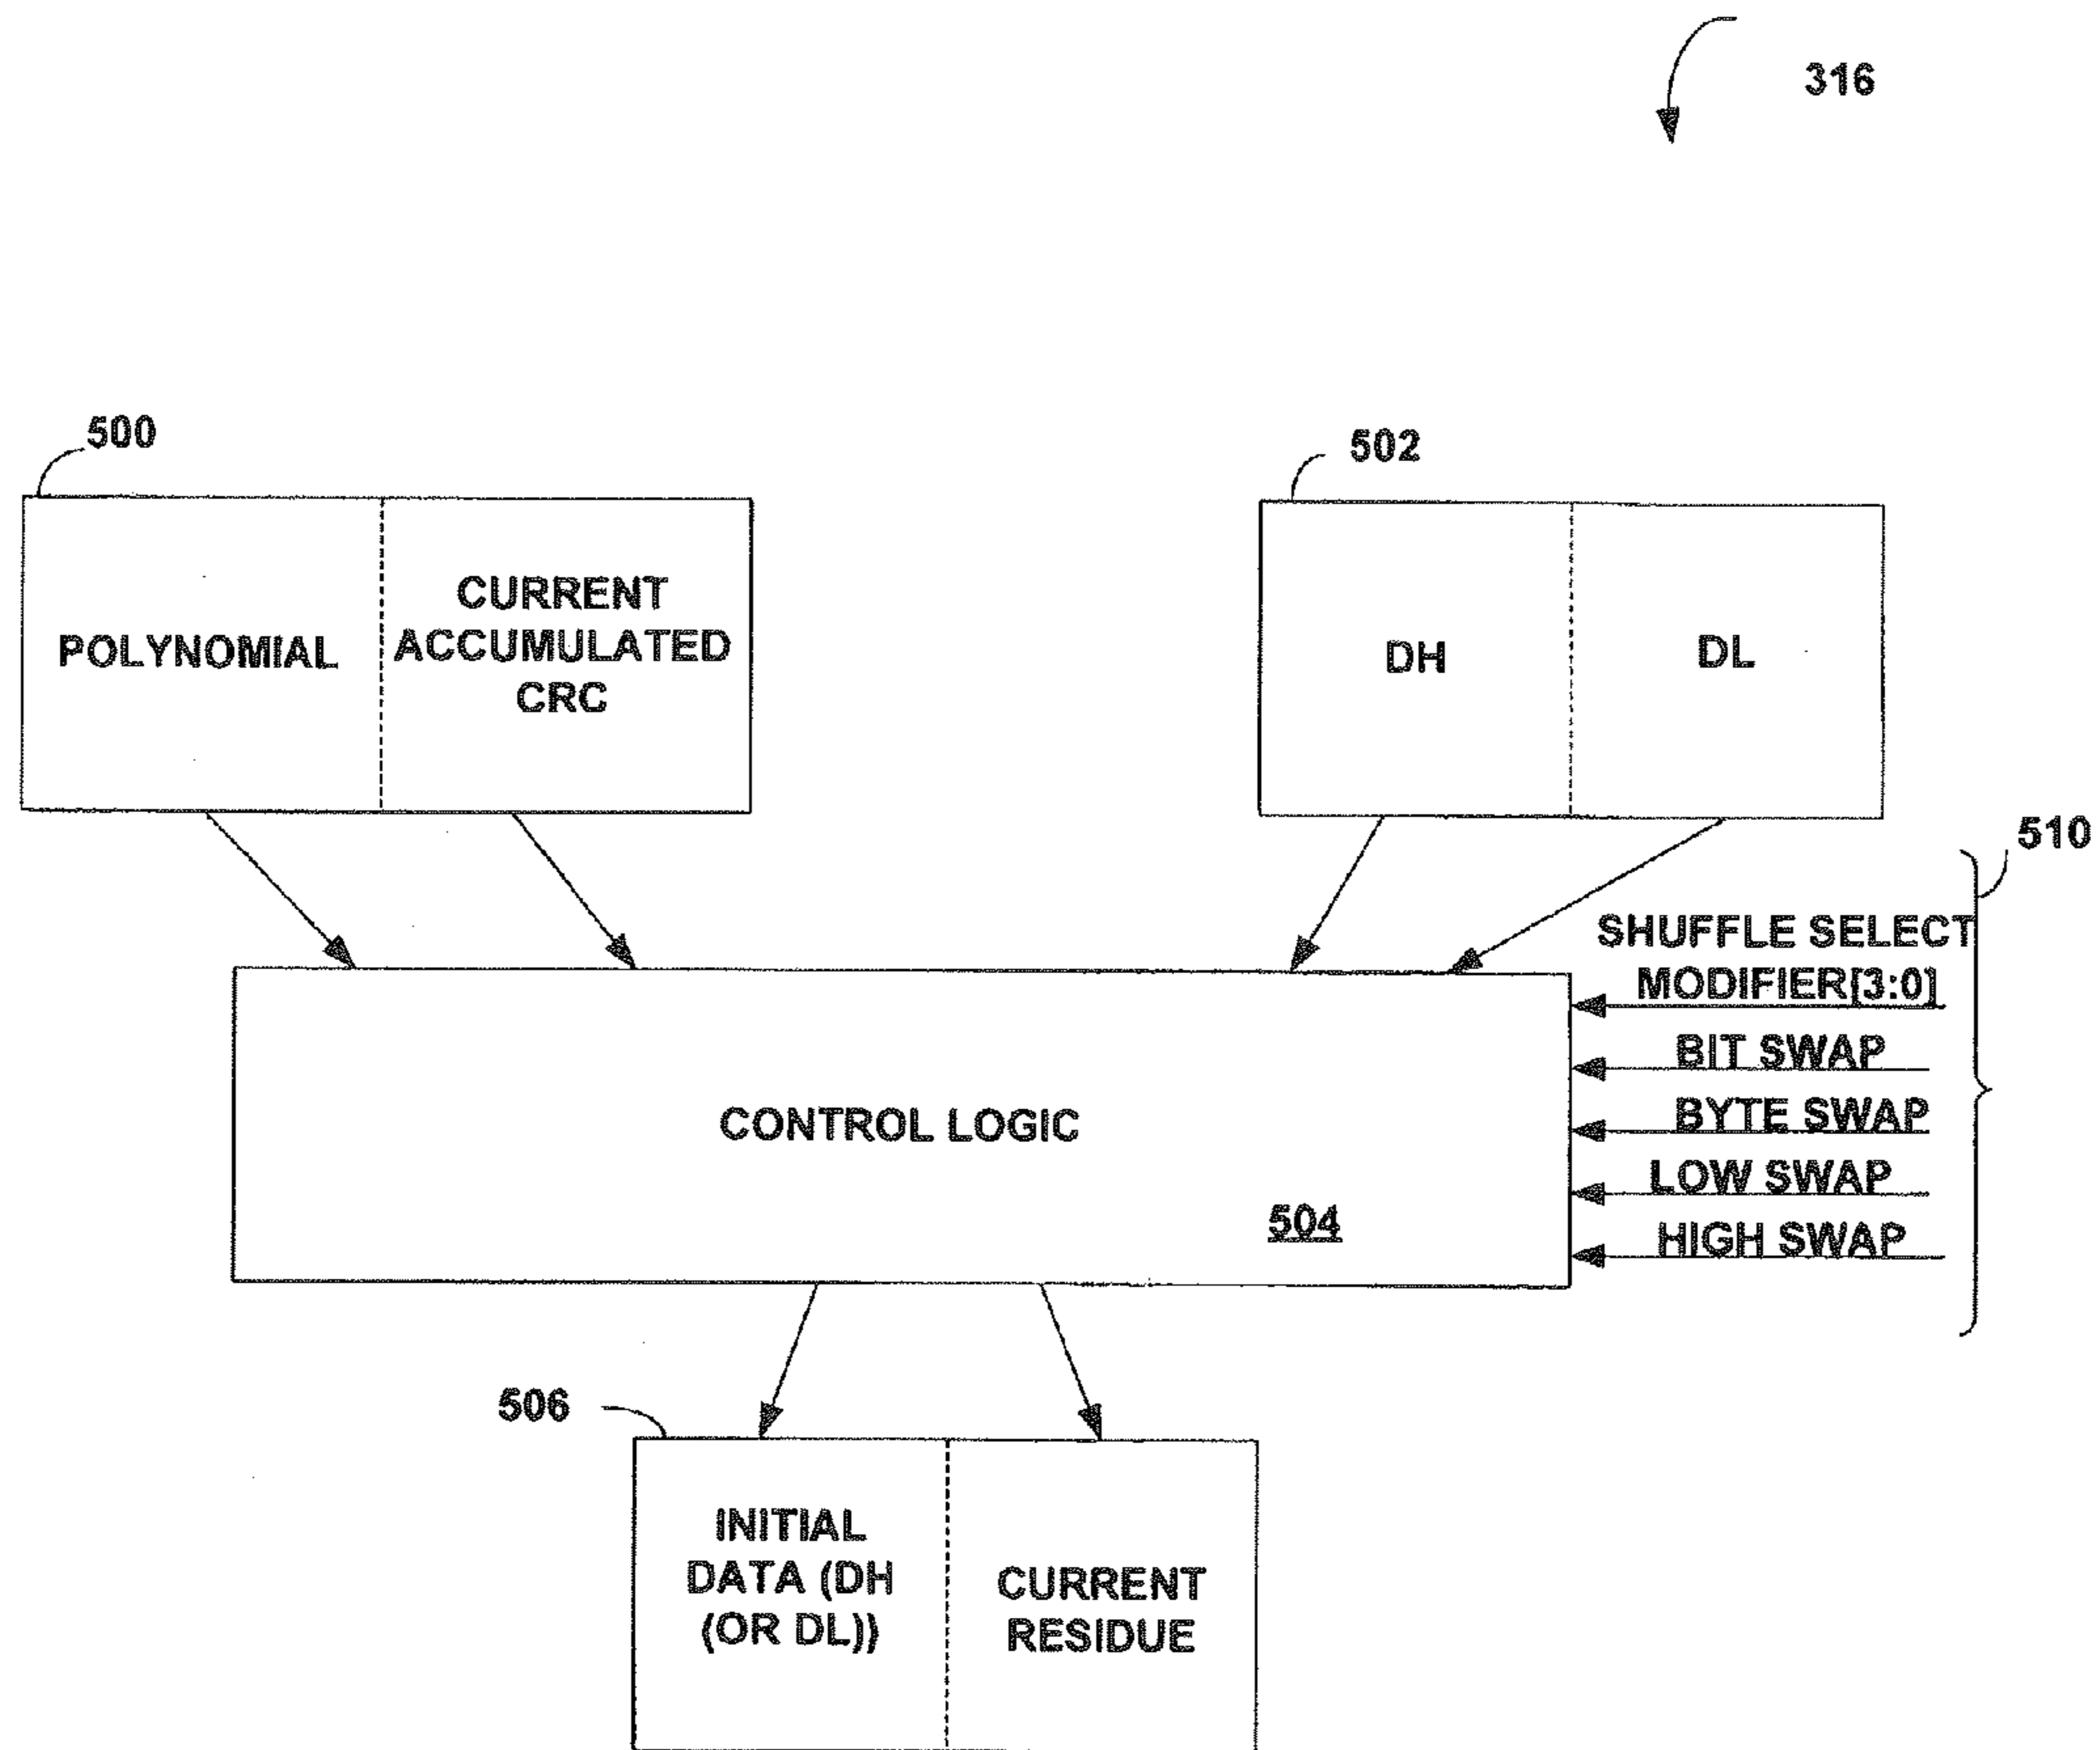 316
500
502
POLYNOMIAL
CURRENT
ACCUMULATED
CRC
DH
DL
510
SHUFFLE SELECT
MODIFIER[3:0]
BIT SWAP
BYTE SWAP
LOW SWAP
HIGH SWAP
CONTROL LOGIC
504
506
INITIAL
DATA (DH
(OR DL))
CURRENT
RESIDUE